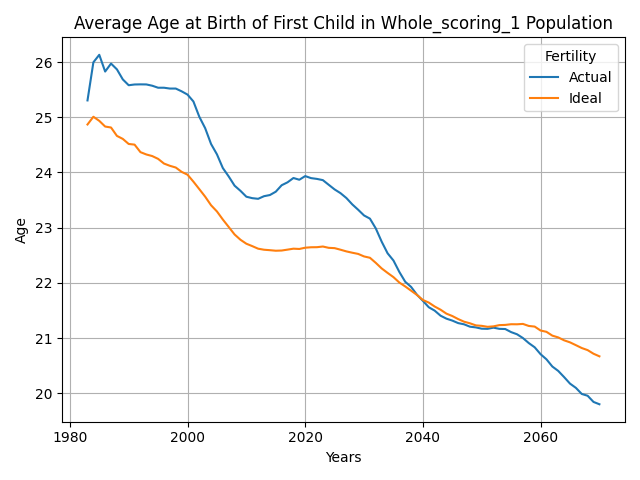 Average Age at Birth of First Child in Whole_scoring_1 Population
Fertility
Actual
Ideal
Age
26
25
24
23
22
21
20
1980
2000
2020
2040
2060
Years